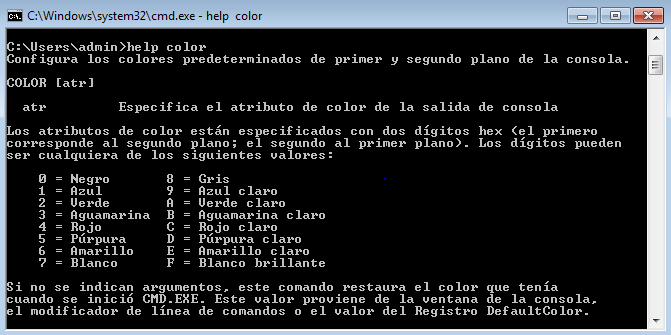 C:\Windows\system32\cmd.exe - help  color
C:\Users\admin>help color
Configura los colores predeterminados de primer y segundo plano de la consola.
COLOR [atr]
atr         Especifica el atributo de color de la salida de consola
Los atributos de color están especificados con dos dígitos hex (el primero
corresponde al segundo plano; el segundo al primer plano). Los dígitos pueden
ser cualquiera de los siguientes valores:
0 = Negro       8 = Gris
1 = Azul        9 = Azul claro
2 = Verde       A = Verde claro
3 = Aguamarina  B = Aguamarina claro
4 = Rojo        C = Rojo claro
5 = Púrpura     D = Púrpura claro
6 = Amarillo    E = Amarillo claro
7 = Blanco      F = Blanco brillante
Si no se indican argumentos, este comando restaura el color que tenía
cuando se inició CMD.EXE. Este valor proviene de la ventana de la consola,
el modificador de línea de comandos o el valor del Registro DefaultColor.